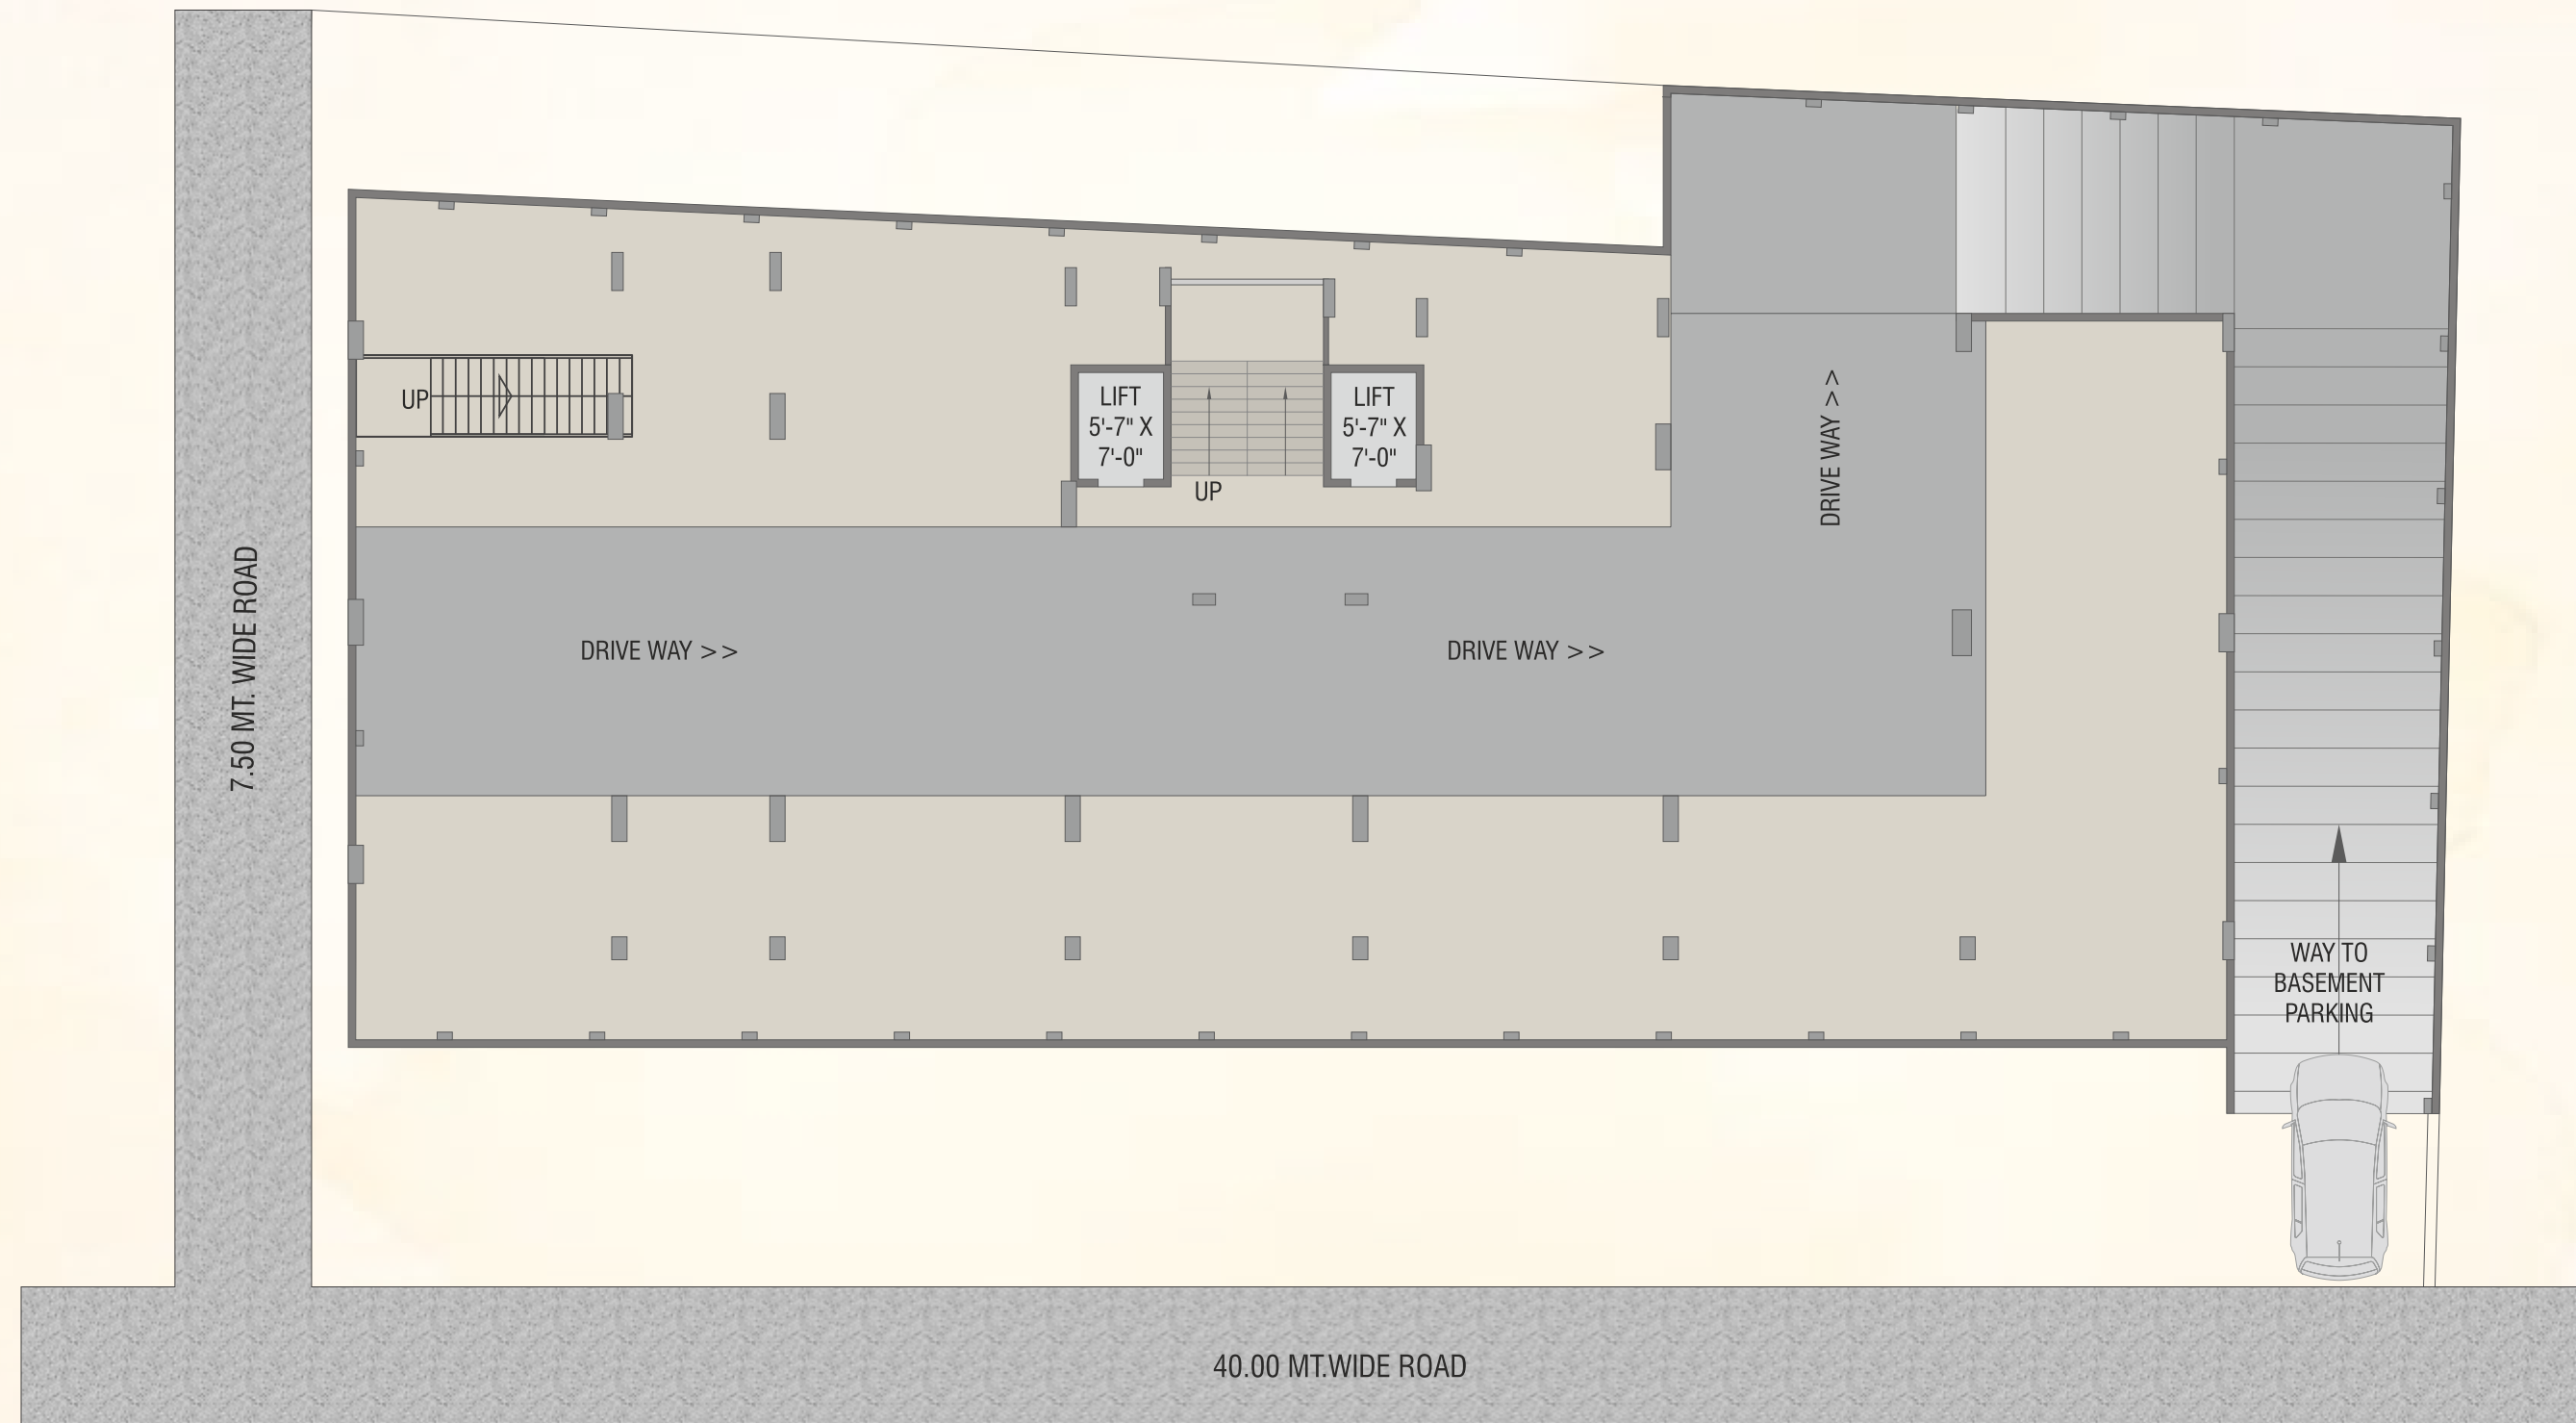 UP
LIFT
5'-7" X
7'-0"
LIFT
5'-7" X
7'-0"
UP
DRIVE WAY >>
7.50 MT. WIDE ROAD
DRIVE WAY >>
DRIVE WAY >>
WAY TO
BASEMENT
PARKING
40.00 MT.WIDE ROAD